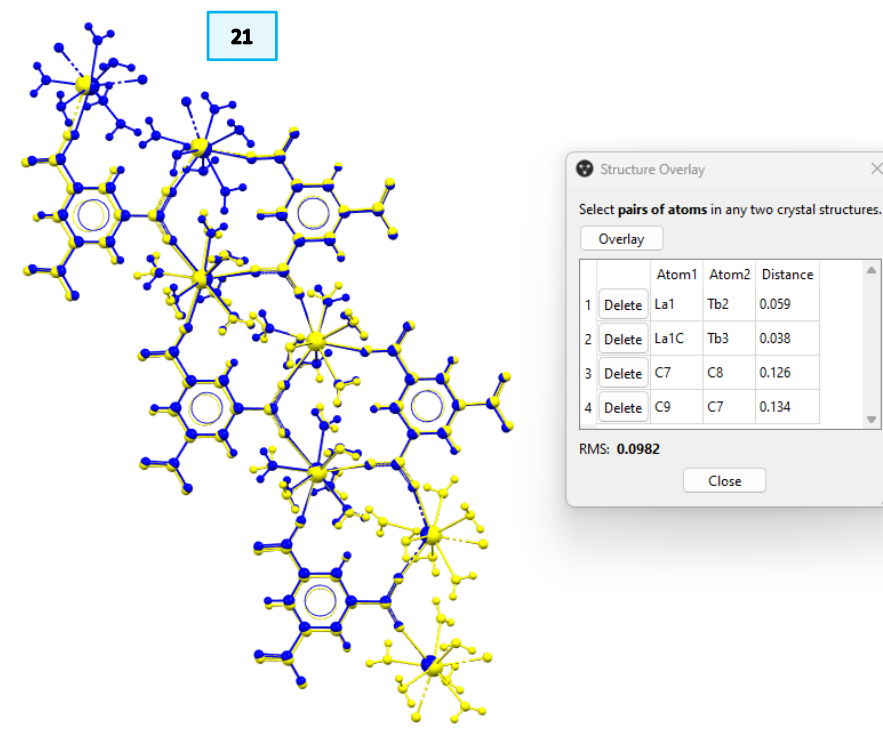 21
Structure Overlay
Select pairs of atoms in any two crystal structures.
Overlay
Atom1 Atom2 Distance
1 Delete La1 Tb2 0.059
2 Delete La1C Tb3 0.038
3 Delete C7 C8 0.126
4 Delete C9 C7 0.134
RMS: 0.0982
Close